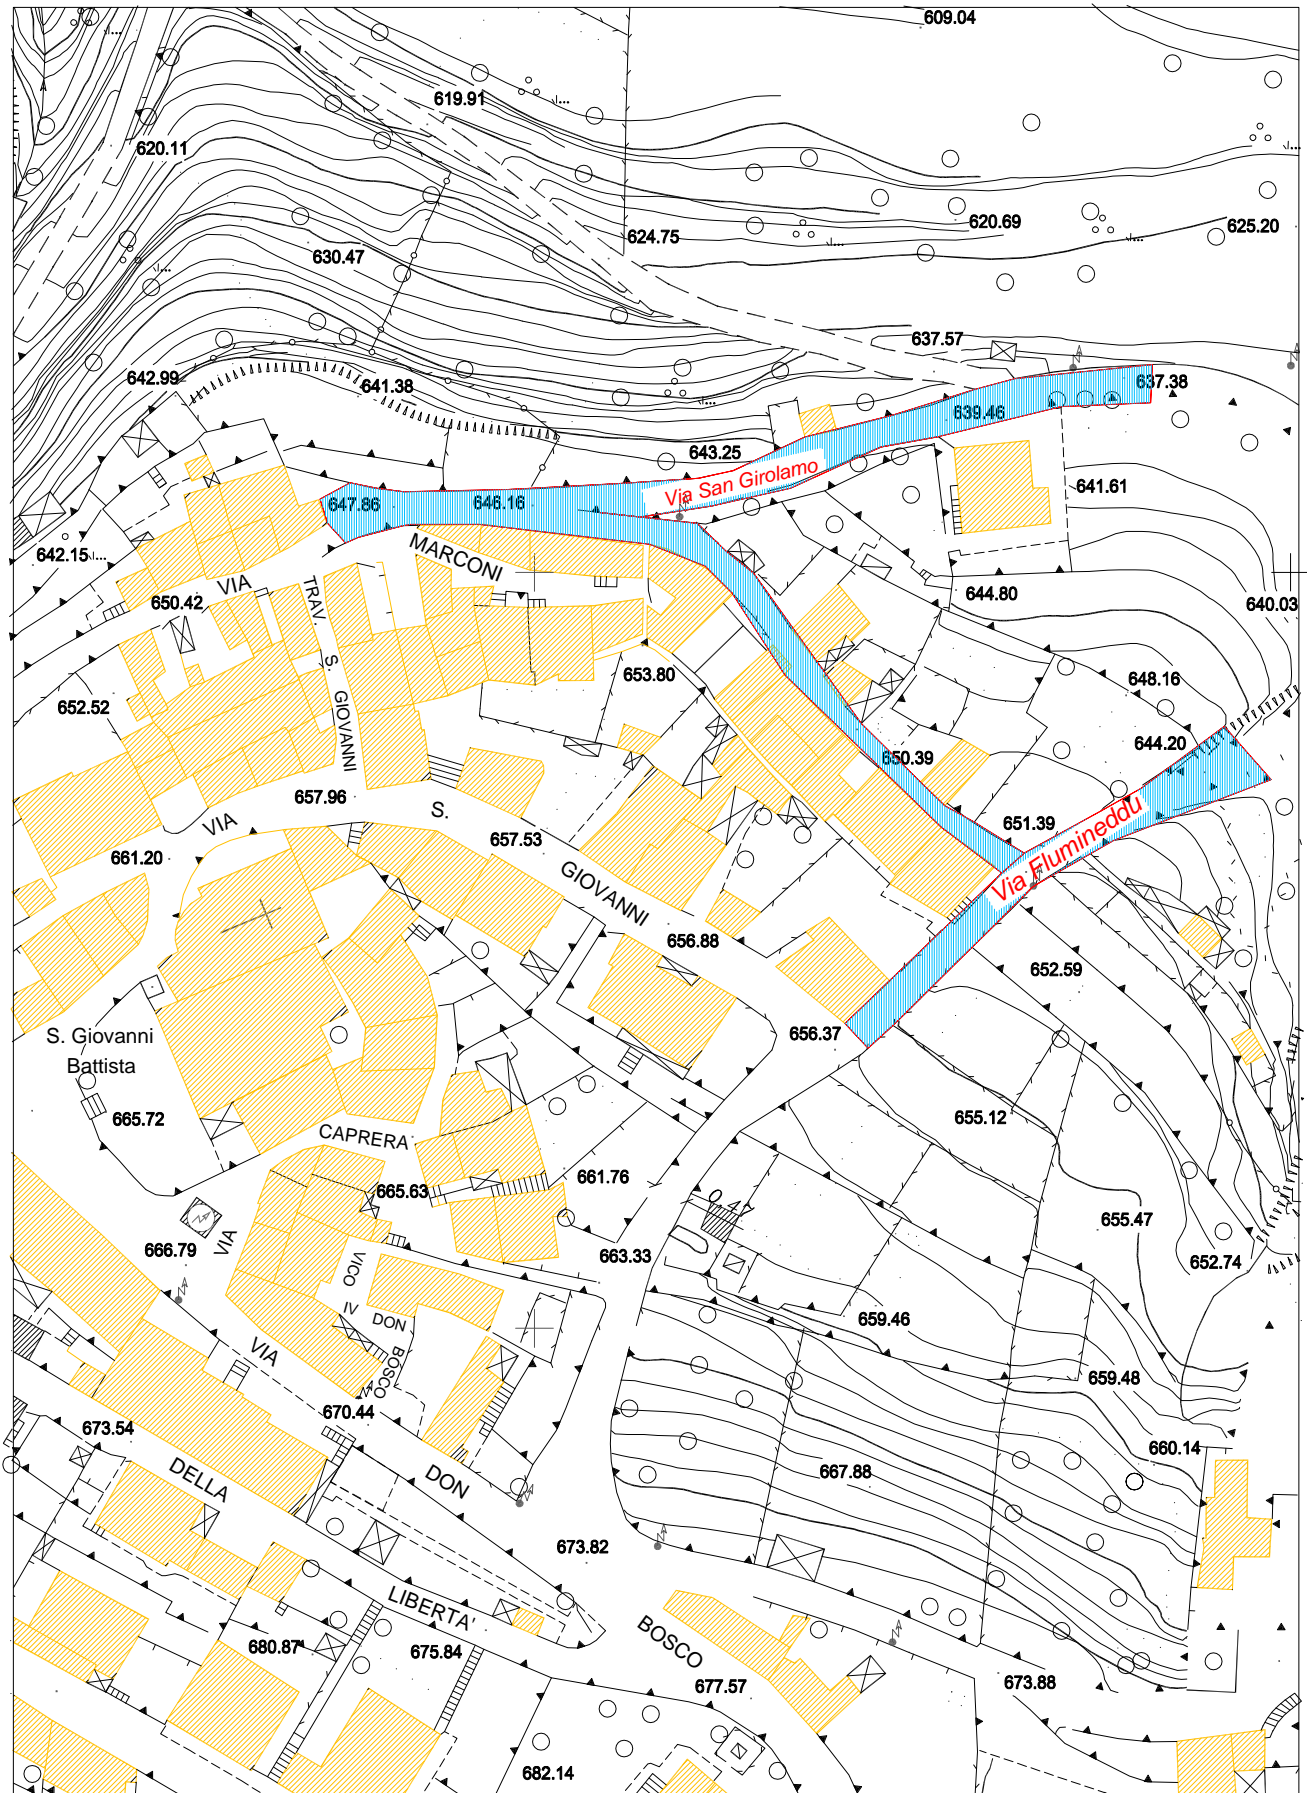 609.04
619.91
620.11
620.69
625.20
624.75
630.47
637.57
642.99
641.38
637.38
639.46
643.25
Via San Girolamo
641.61
647.86
646.16
MARCONI
642.15
VIA
TRAV.
S.
GIOVANNI
650.42
644.80
640.03
653.80
648.16
652.52
644.20
650.39
657.96
S.
VIA
651.39
657.53
Via Flumineddu
661.20
GIOVANNI
656.88
652.59
S. Giovanni
Battista
656.37
665.72
655.12
CAPRERA
661.76
665.63
0.41
655.47
VIA
666.79
663.33
652.74
VICO
IV
DON
BOSCO
659.46
VIA
659.48
670.44
673.54
660.14
DELLA
DON
667.88
673.82
LIBERTA'
BOSCO
680.87
675.84
677.57
673.88
682.14